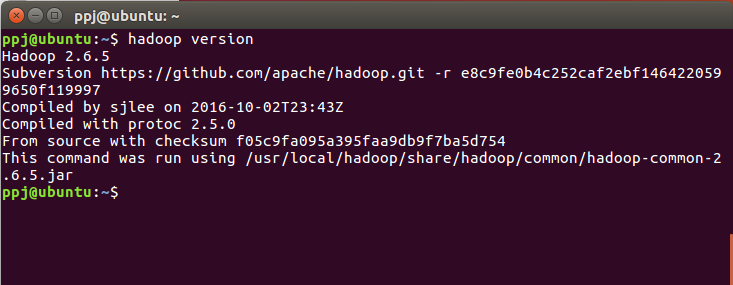 ppj@ubuntu: ~
ppj@ubuntu:~$ hadoop version
Hadoop 2.6.5
Subversion https://github.com/apache/hadoop.git -r e8c9fe0b4c252caf2ebf146422059
9650f119997
Compiled by sjlee on 2016-10-02T23:43Z
Compiled with protoc 2.5.0
From source with checksum f05c9fa095a395faa9db9f7ba5d754
This command was run using /usr/local/hadoop/share/hadoop/common/hadoop-common-2
.6.5.jar
ppj@ubuntu:~$